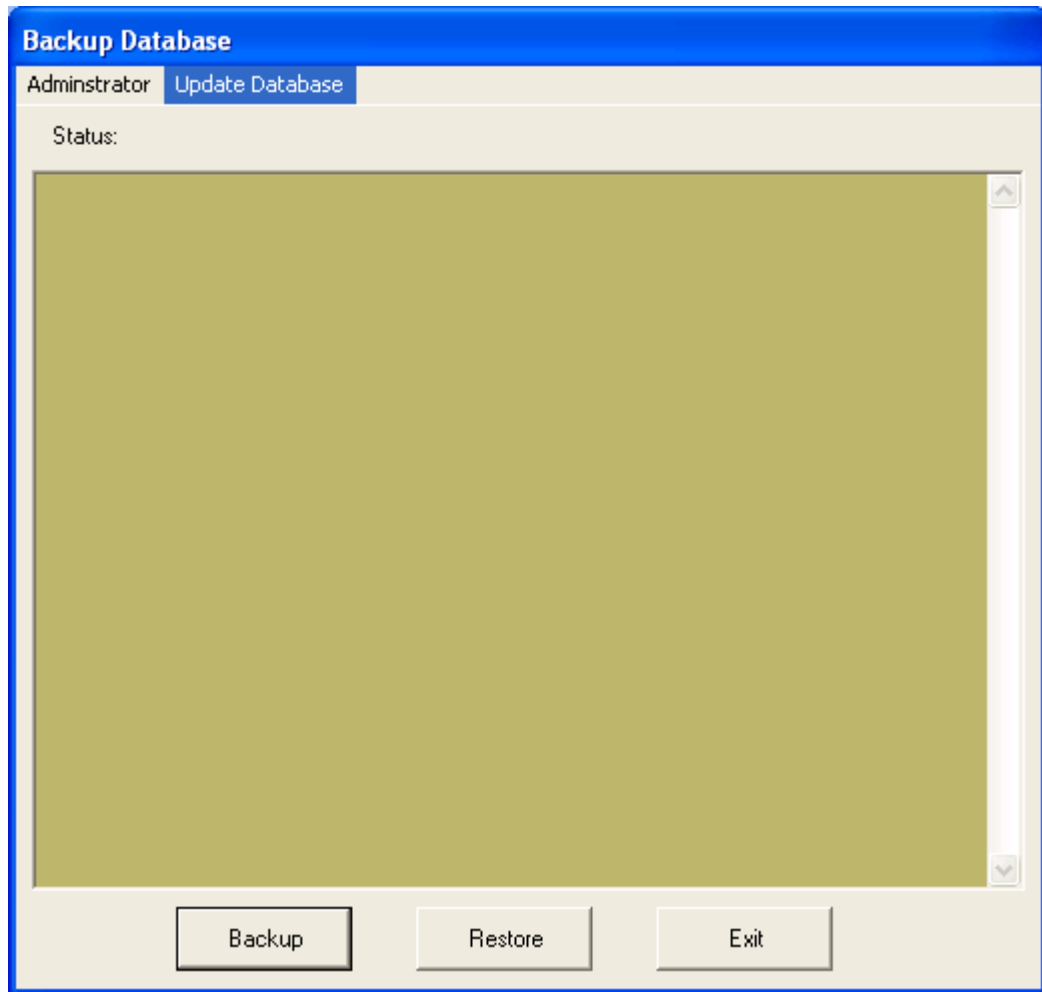 Backup Database
Adminstrator Update Database
Status:
Backup Restore Exit